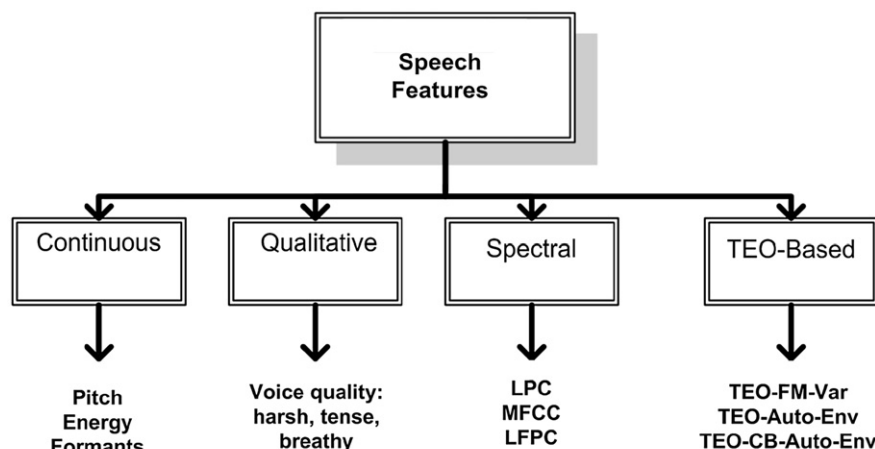 Speech
Features
Continuous
Qualitative
Spectral
TEO-Based
Pitch
Energy
Formants
Voice quality:
harsh, tense,
breathy
LPC
MFCC
LFPC
TEO-FM-Var
TEO-Auto-Env
TEO-CB-Auto-Env